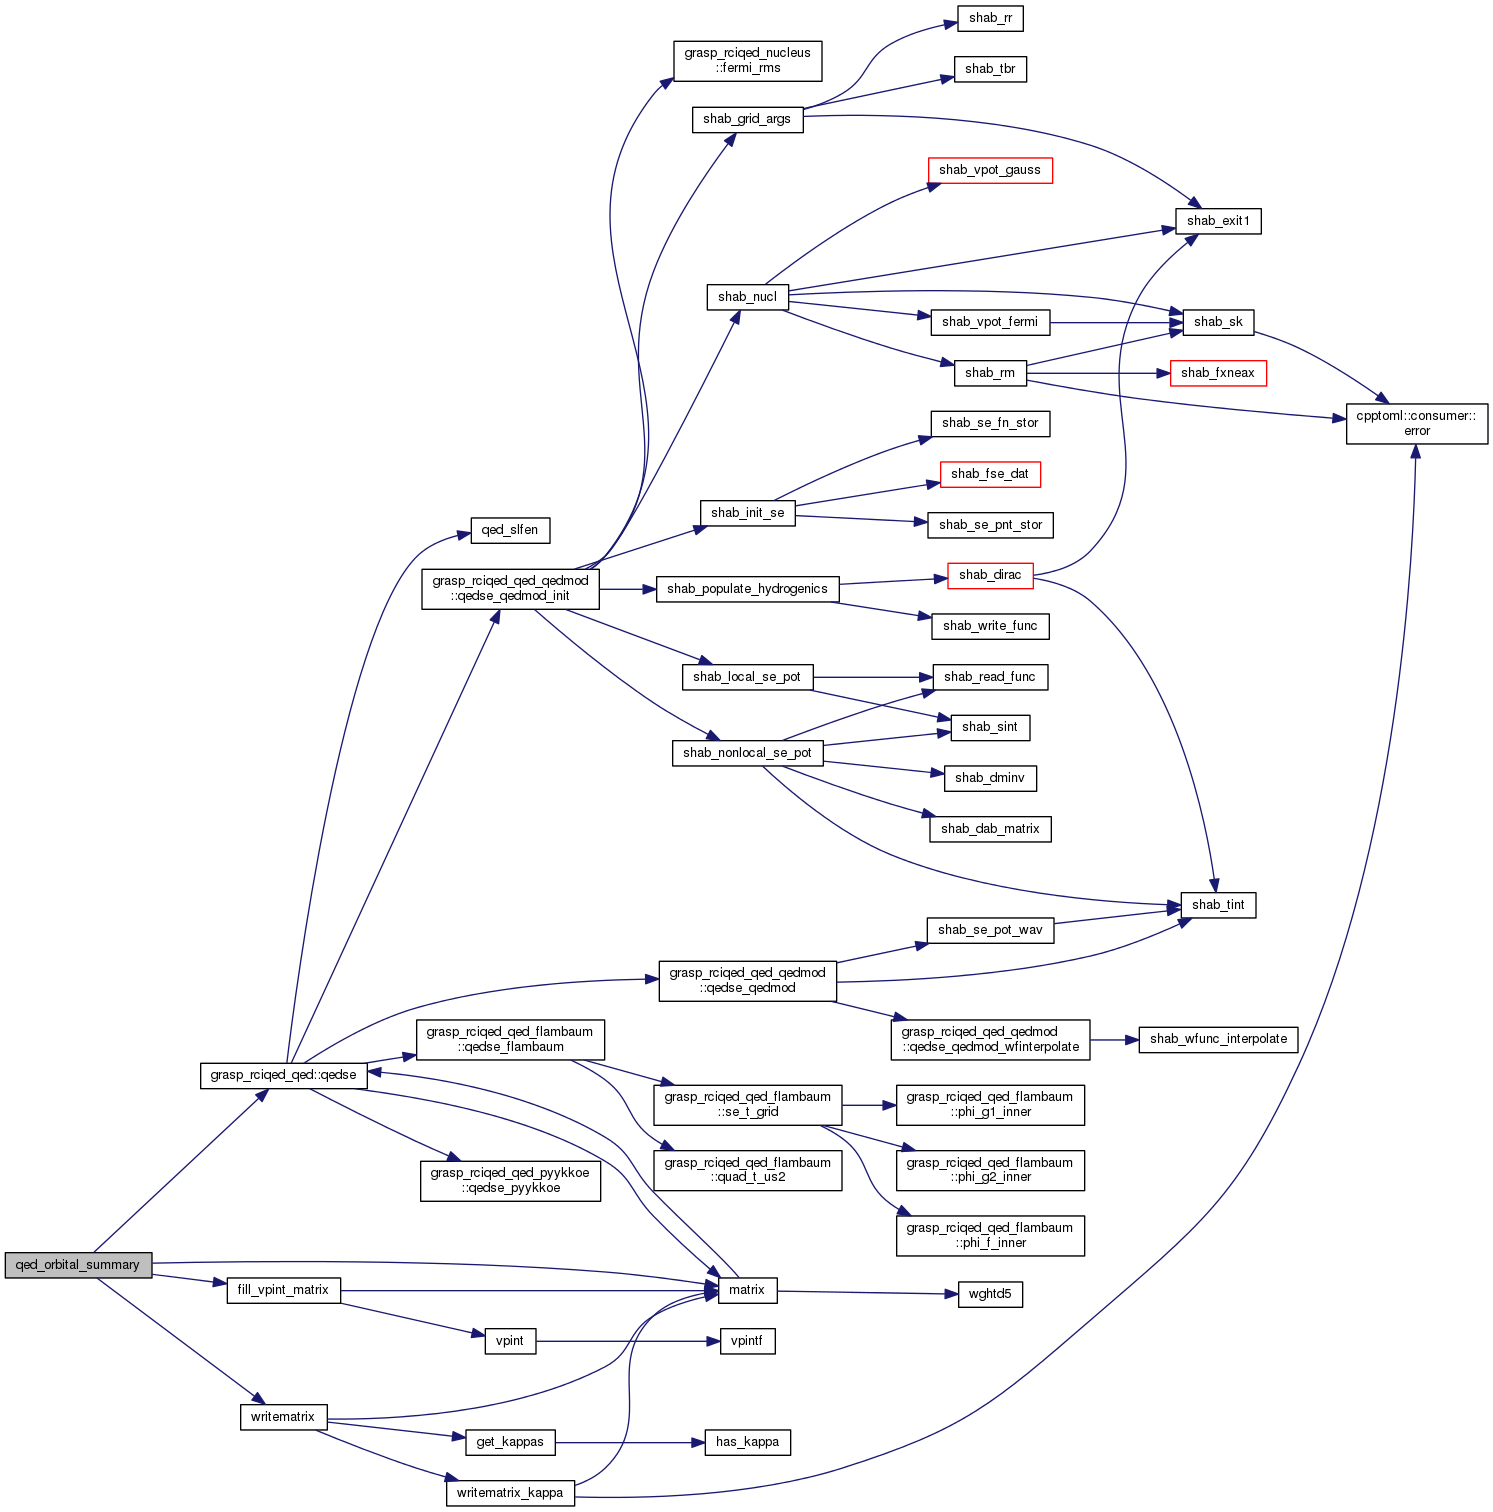 shab_rr
grasp_rciqed_nucleus
::fermi_rms
shab_tbr
shab_grid_args
shab_vpot_gauss
shab_exit1
shab_nucl
shab_vpot_fermi
shab_sk
shab_rm
shab_fxneax
cpptoml::consumer::
error
shab_se_fn_stor
shab_fse_dat
shab_init_se
shab_se_pnt_stor
qed_slfen
grasp_rciqed_qed_qedmod
::qedse_qedmod_init
shab_populate_hydrogenics
shab_dirac
shab_write_func
shab_local_se_pot
shab_read_func
shab_sint
shab_nonlocal_se_pot
shab_dminv
shab_dab_matrix
shab_tint
shab_se_pot_wav
grasp_rciqed_qed_qedmod
::qedse_qedmod
grasp_rciqed_qed_qedmod
::qedse_qedmod_wfinterpolate
shab_wfunc_interpolate
grasp_rciqed_qed_flambaum
::qedse_flambaum
grasp_rciqed_qed::qedse
grasp_rciqed_qed_flambaum
::se_t_grid
grasp_rciqed_qed_flambaum
::phi_g1_inner
grasp_rciqed_qed_flambaum
::quad_t_us2
grasp_rciqed_qed_flambaum
::phi_g2_inner
grasp_rciqed_qed_pyykkoe
::qedse_pyykkoe
grasp_rciqed_qed_flambaum
::phi_f_inner
qed_orbital_summary
fill_vpint_matrix
matrix
wghtd5
vpint
vpintf
writematrix
get_kappas
has_kappa
writematrix_kappa